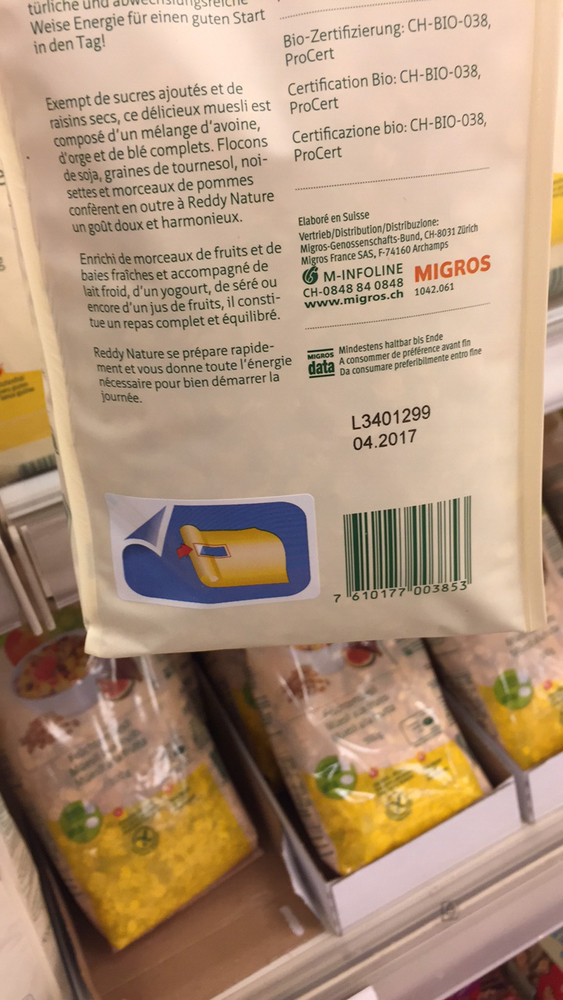 türliche und abwechslungsreiche
Weise Energie für einen guten Start
in den Tag!
Exempt de sucres ajoutés et de
raisins secs, ce délicieux muesli est
composé d'un mélange d'avoine,
d'orge et de blé complets. Flocons
de soja, graines de tournesol, noi-
settes et morceaux de pommes
confèrent en outre à Reddy Nature
un goût doux et harmonieux.
Enrichi de morceaux de fruits et de
baies fraîches et accompagné de
lait froid, d'un yogourt, de séré ou
encore d'un jus de fruits, il consti-
tue un repas complet et équilibré.
Reddy Nature se prépare rapide-
ment et vous donne toute l'énergie
nécessaire pour bien démarrer la
journée.
Bio-Zertifizierung: CH-BIO-038,
ProCert
Certification Bio: CH-BIO-038,
ProCert
Certificazione bio: CH-BIO-038,
ProCert
Elaboré en Suisse
Vertrieb/Distribution/Distribuzione:
Migros-Genossenschafts-Bund, CH-8031 Zürich
Migros France SAS, F-74160 Archamps
M-INFOLINE
CH-0848 84 0848
www.migros.ch
MIGROS
1042.061
MIGROS
data
Mindestens haltbar bis Ende
A consommer de préférence avant fin
Da consumare preferibilmente entro fine
L3401299
04.2017
7 610177 003853